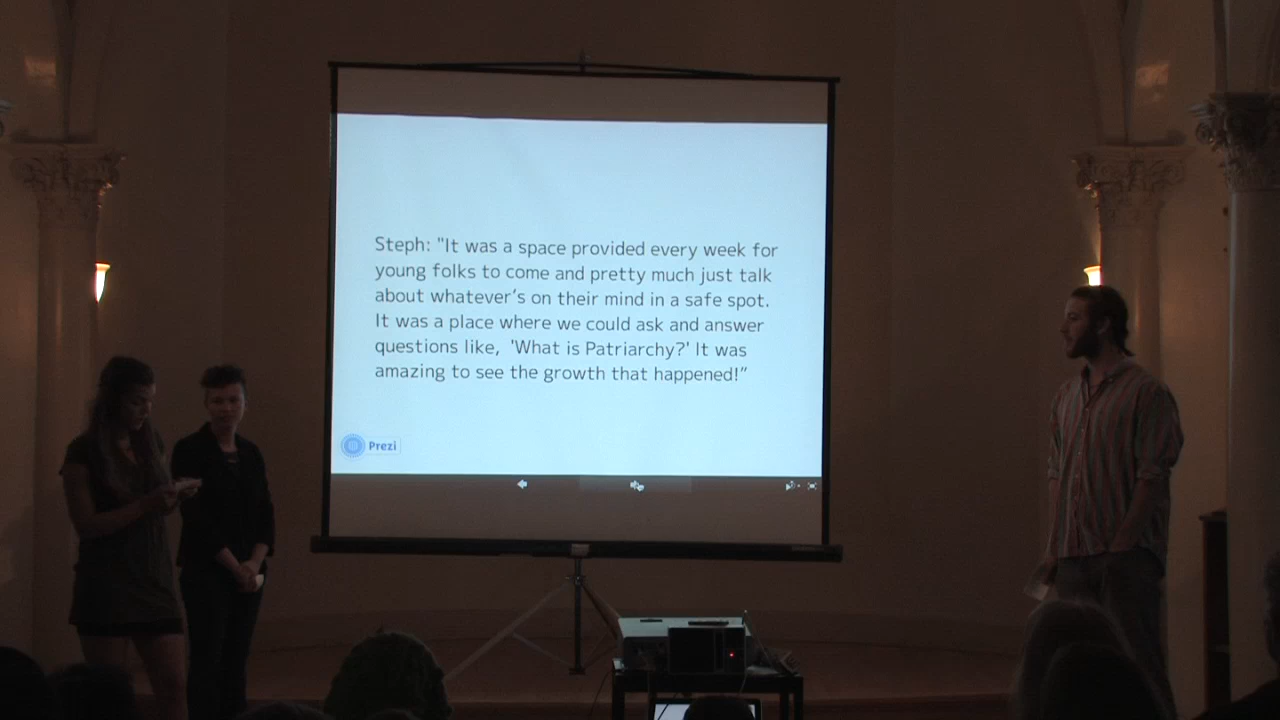 Steph: "It was a space provided every week for
young folks to come and pretty much just talk
about whatever's on their mind in a safe spot.
It was a place where we could ask and answer
questions like, 'What is Patriarchy?' It was
amazing to see the growth that happened!”
Prezi